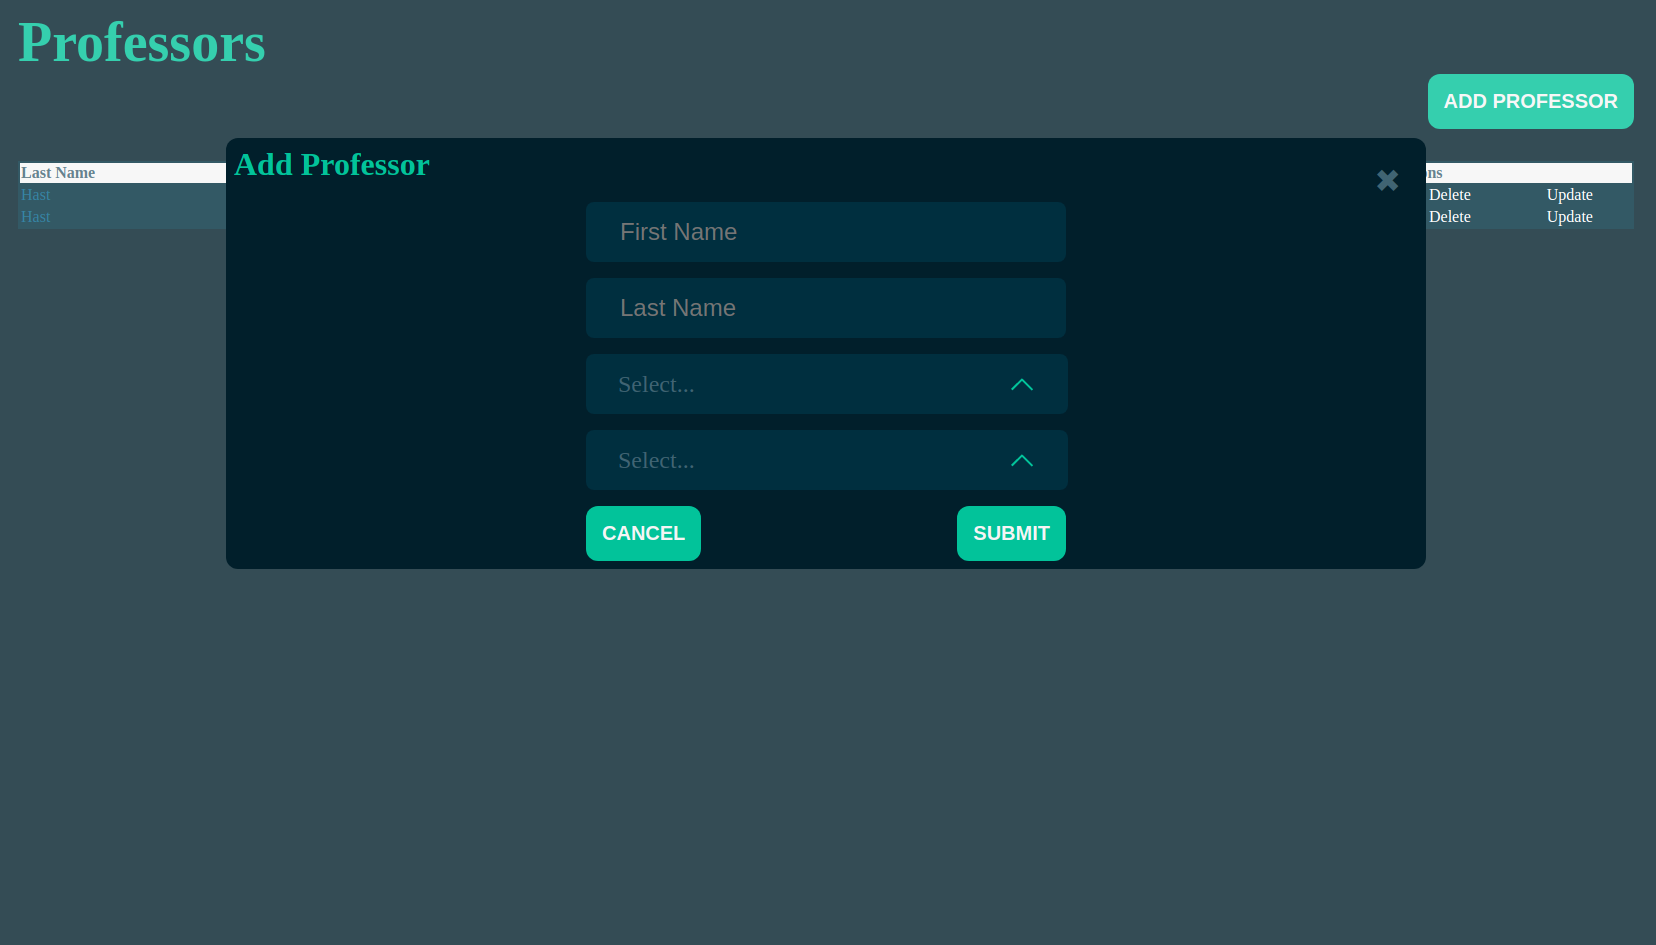 Professors
ADD PROFESSOR
Add Professor
✖
Last Name
ns
Hast
Delete Update
Hast
Delete Update
First Name
Last Name
Select...
Select...
CANCEL SUBMIT